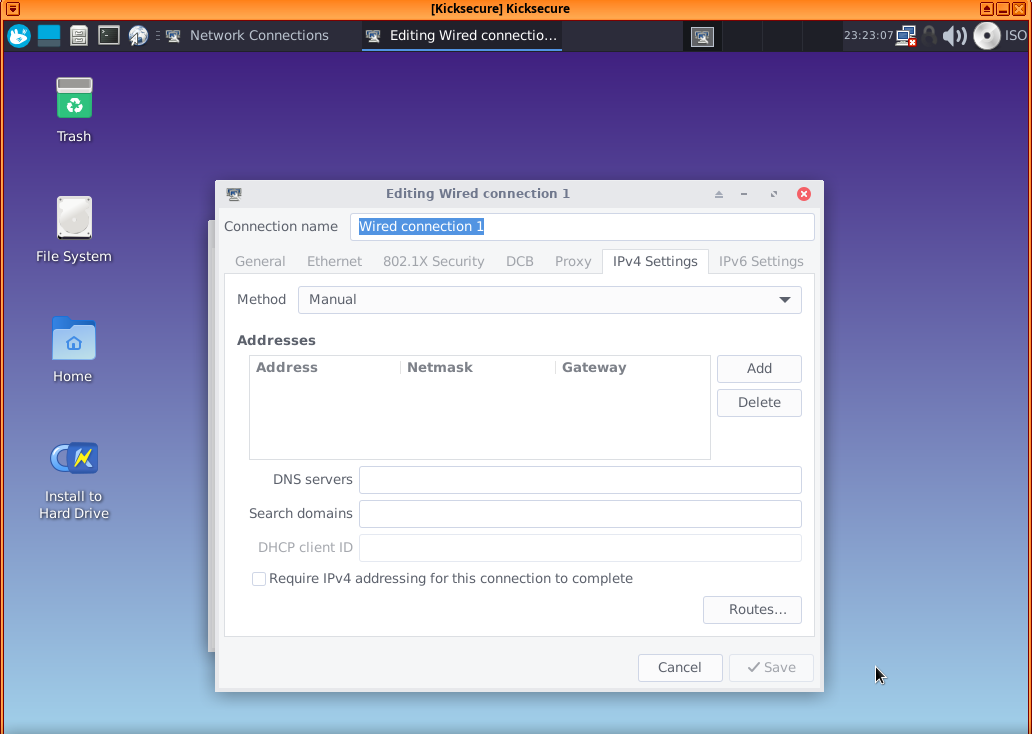 [Kicksecure] Kicksecure
Network Connections
Editing Wired connectio...
23:23:07
ISO
Trash
File System
Home
Install to
Hard Drive
Editing Wired connection 1
Connection name
Wired connection 1
General
Ethernet
802.1X Security
DCB
Proxy
IPv4 Settings
IPv6 Settings
Method
Manual
Addresses
Address
Netmask
Gateway
Add
Delete
DNS servers
Search domains
DHCP client ID
Require IPv4 addressing for this connection to complete
Routes...
Cancel
Save